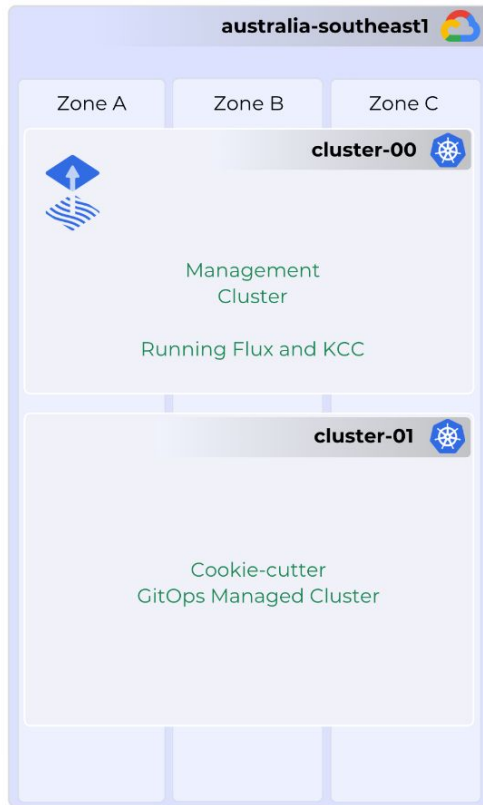 australia-southeast1
Zone A
Zone B
Zone C
cluster-00
Management
Cluster
Running Flux and KCC
cluster-01
Cookie-cutter
GitOps Managed Cluster